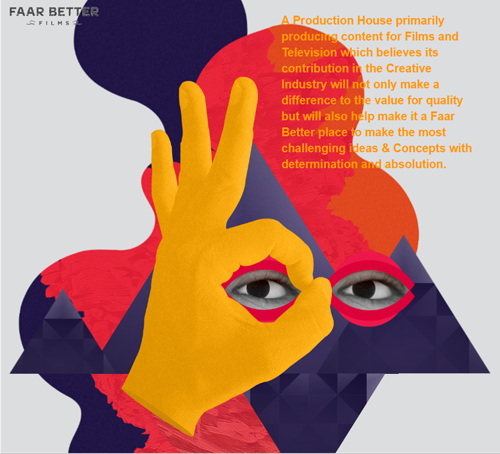 FAAR BETTER
FILMS
A Production House primarily
producing content for Films and
Television which believes its
contribution in the Creative
Industry will not only make a
difference to the value for quality
but will also help make it a Faar
Better place to make the most
challenging ideas & Concepts with
determination and absolution.